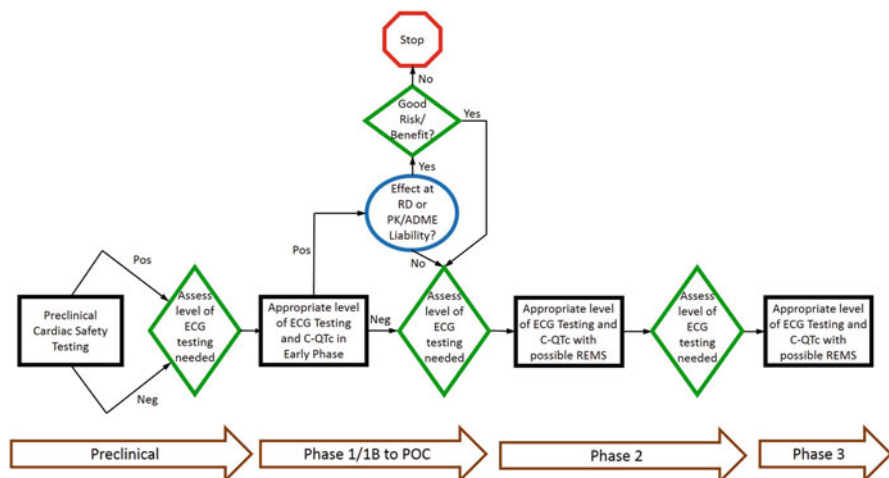 Stop
No
Good
Risk/
Benefit?
Yes
Yes
Effect at
RD or
PK/ADME
Liability?
Pos
No
Pos
Preclinical
Cardiac Safety
Testing
Neg
Assess
level of
ECG
testing
needed
Appropriate level
of ECG Testing
and C-QTc in
Early Phase
Neg
Assess
level of
ECG
testing
needed
Appropriate level
of ECG Testing and
C-QTc with
possible REMS
Assess
level of
ECG
testing
needed
Appropriate level
of ECG Testing and
C-QTc with
possible REMS
Preclinical
Phase 1/1B to POC
Phase 2
Phase 3